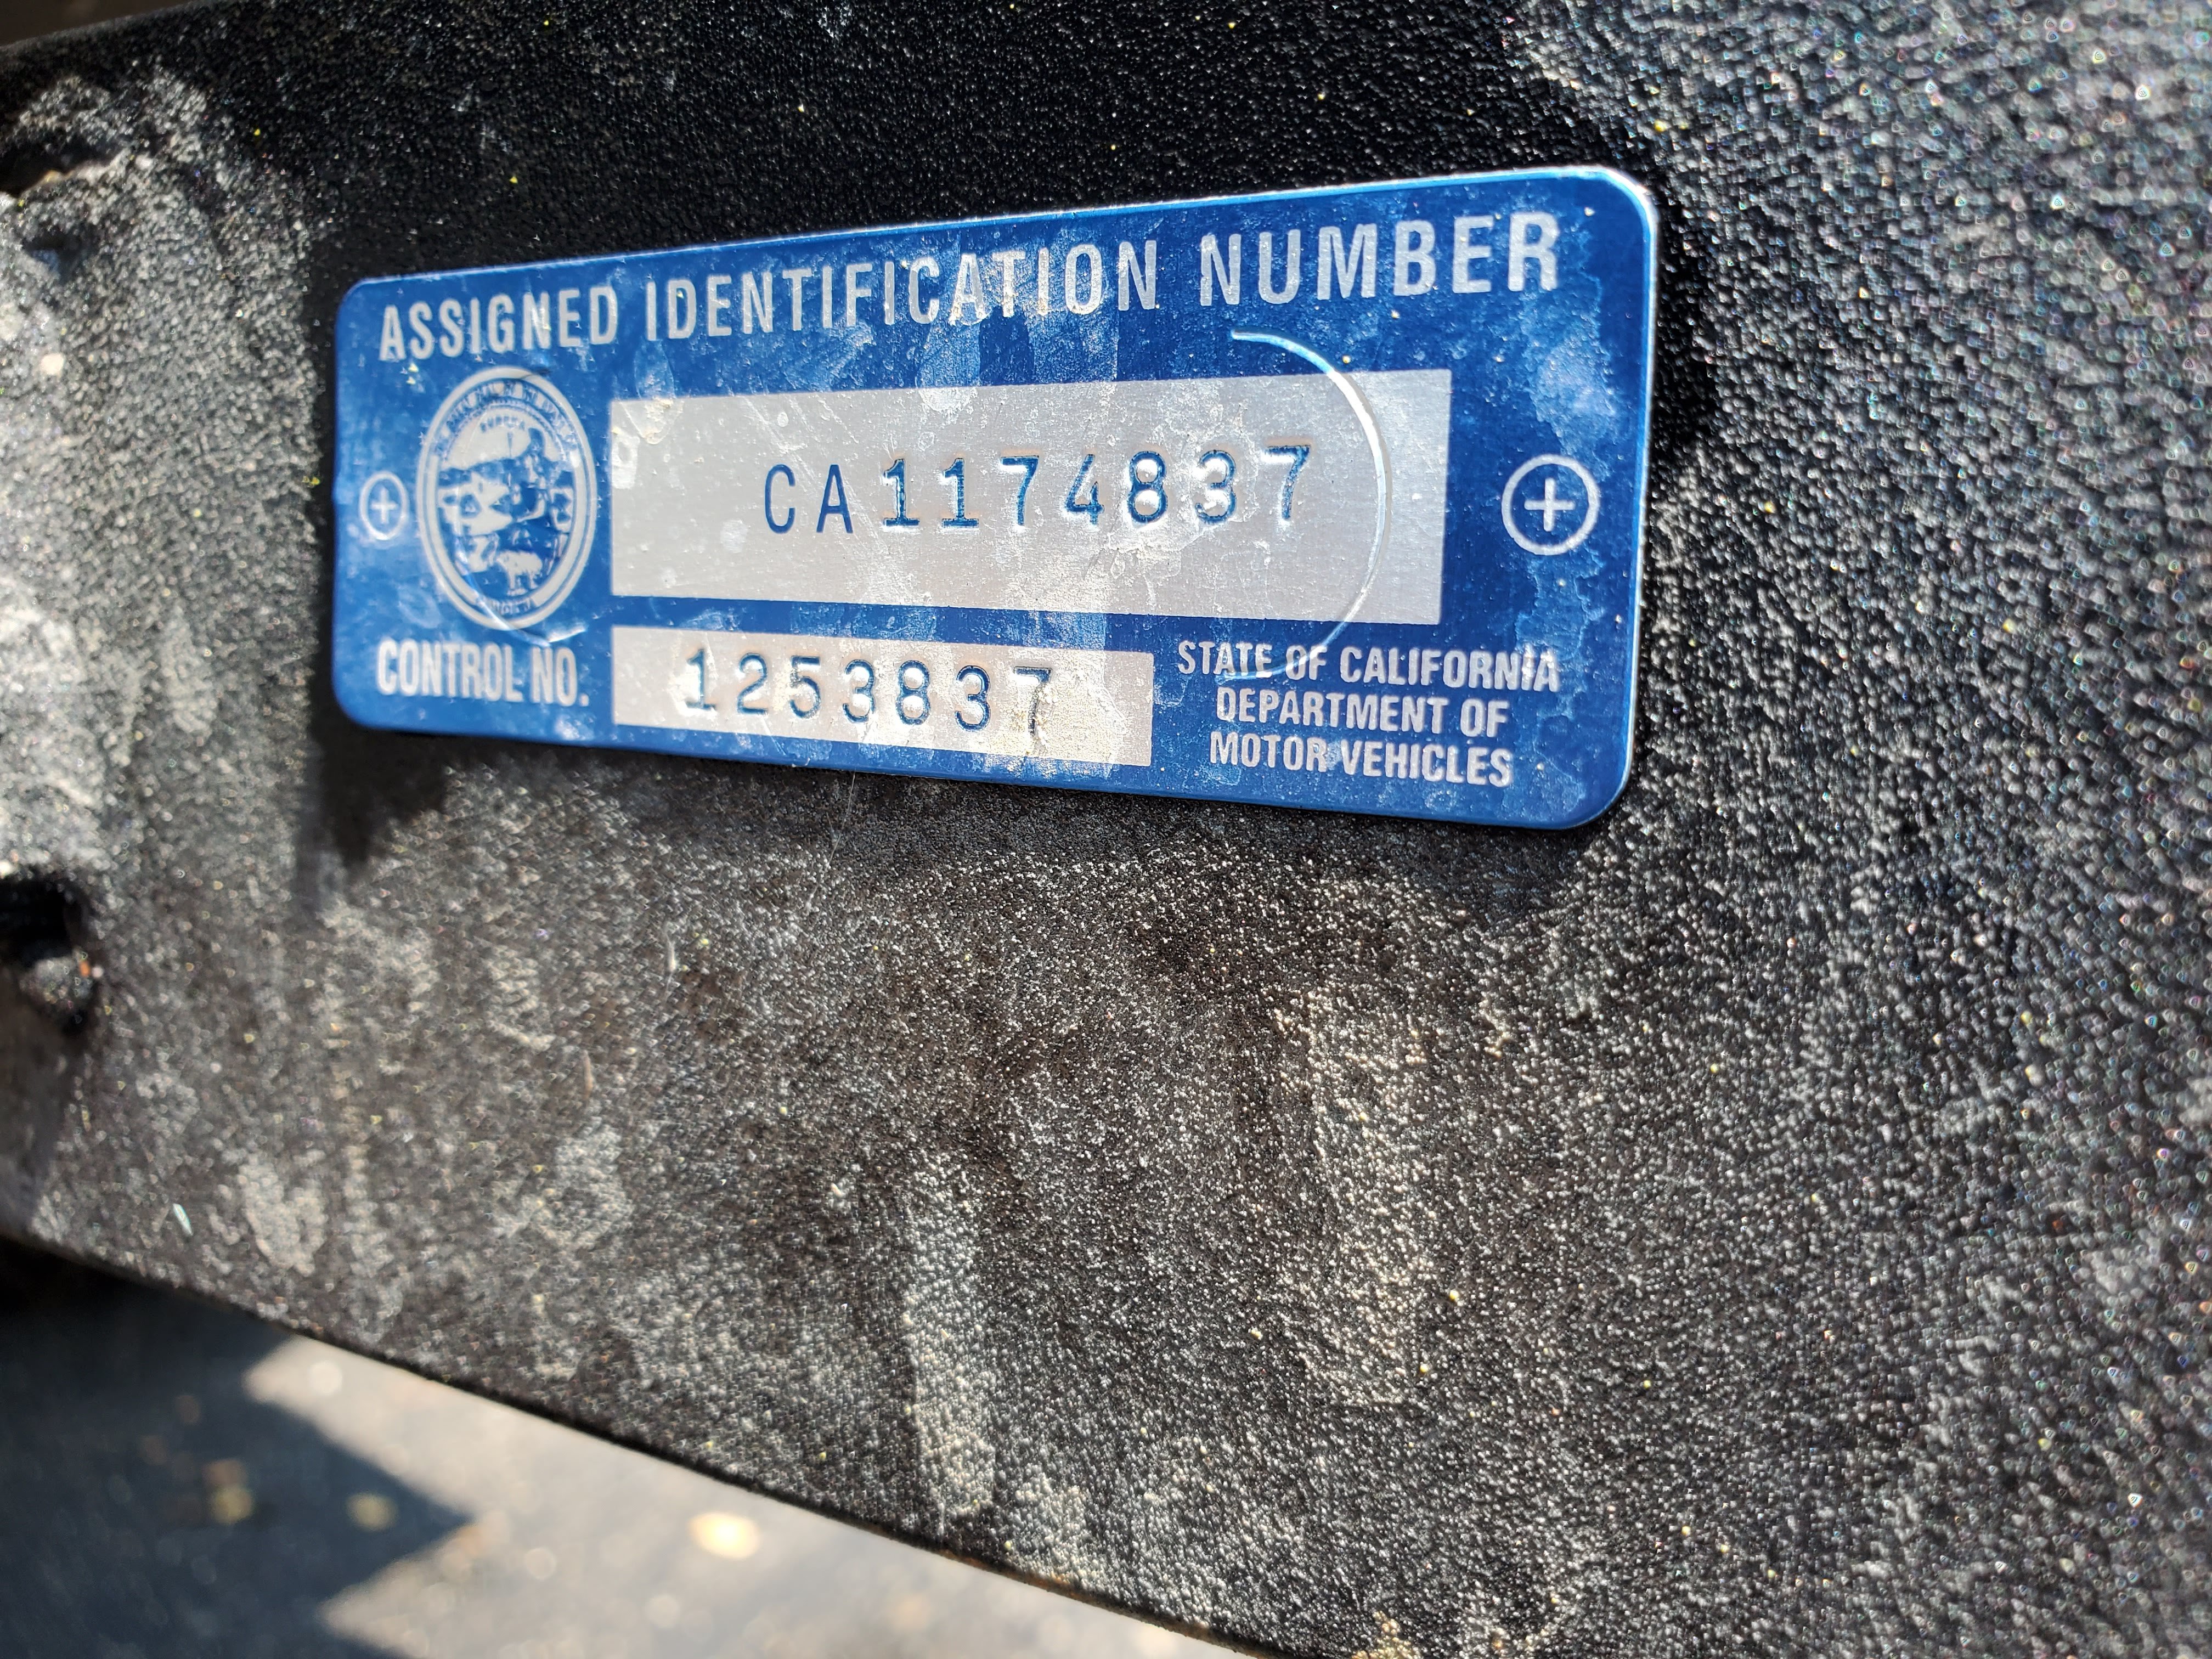 ASSIGNED IDENTIFICATION NUMBER
CA1174837
CONTROL NO. 1253837
STATE OF CALIFORNIA
DEPARTMENT OF
MOTOR VEHICLES